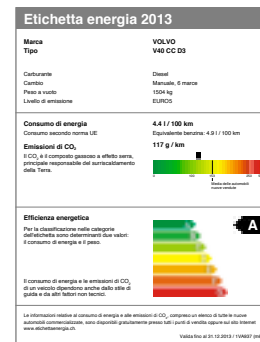 Etichetta energia 2013
Marca VOLVO
Tipo V40 CC D3
Carburante Diesel
Cambio Manuale, 6 marce
Peso a vuoto 1504 kg
Livello di emissione EURO5
Consumo di energia 4.4 l / 100 km
Consumo secondo norma UE Equivalente benzina: 4.9 l / 100 km
Emissioni di CO2 117 g / km
Il CO2 è il composto gassoso a effetto serra,
principale responsabile del surriscaldamento
della Terra.
Media delle automobili
nuove vendute
Efficienza energetica
Per la classificazione nelle categorie
dell'etichetta sono determinanti due valori:
il consumo di energia e il peso.
A
Il consumo di energia e le emissioni di CO2
di un veicolo dipendono anche dallo stile di
guida e da altri fattori non tecnici.
Le informazioni relative al consumo di energia e alle emissioni di CO2, compreso un elenco di tutte le nuove
automobili commercializzate, sono disponibili gratuitamente presso tutti i punti di vendita oppure sul sito Internet
www.etichettaenergia.ch.
Valida fino al 31.12.2013 / 1VA937